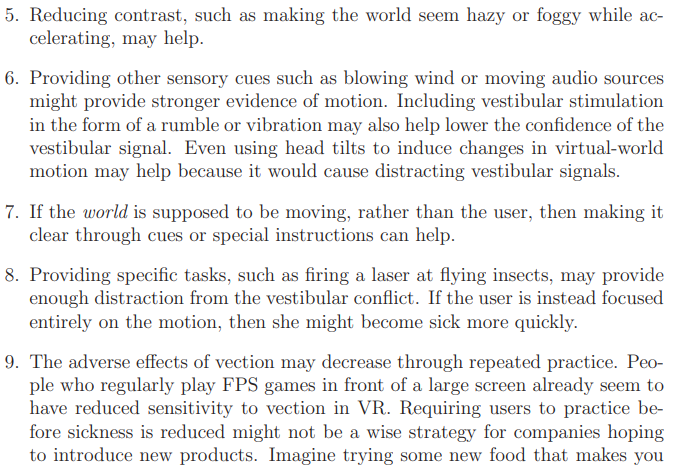 5. Reducing contrast, such as making the world seem hazy or foggy while ac-
celerating, may help.
6. Providing other sensory cues such as blowing wind or moving audio sources
might provide stronger evidence of motion. Including vestibular stimulation
in the form of a rumble or vibration may also help lower the confidence of the
vestibular signal. Even using head tilts to induce changes in virtual-world
motion may help because it would cause distracting vestibular signals.
7. If the world is supposed to be moving, rather than the user, then making it
clear through cues or special instructions can help.
8. Providing specific tasks, such as firing a laser at flying insects, may provide
enough distraction from the vestibular conflict. If the user is instead focused
entirely on the motion, then she might become sick more quickly.
9. The adverse effects of vection may decrease through repeated practice. Peo-
ple who regularly play FPS games in front of a large screen already seem to
have reduced sensitivity to vection in VR. Requiring users to practice be-
fore sickness is reduced might not be a wise strategy for companies hoping
to introduce new products. Imagine trying some new food that makes you